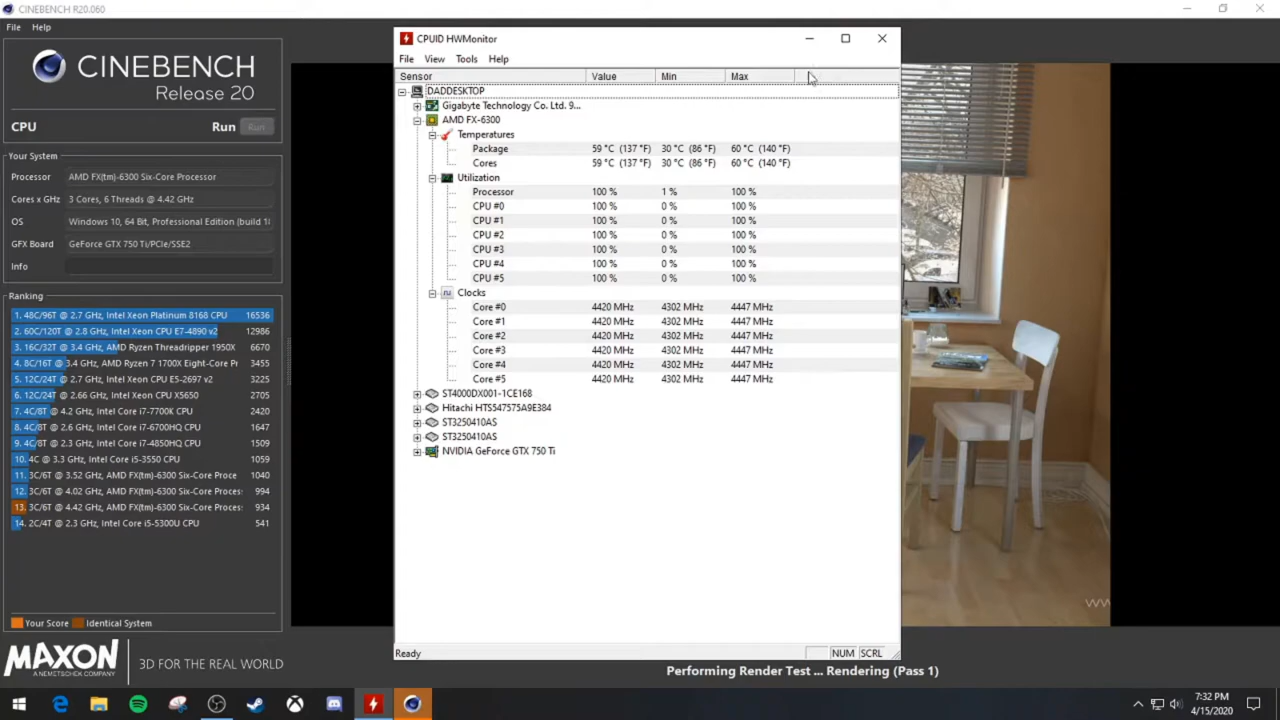 CINEBENCH R20.060
File Help
CINEBENCH
Release
CPU Run
Your System
Processor AMD FX(tm)-6300 Six-Core Processor
Cores x GHz 3 Cores, 6 Threads @ 4.42 GHz
OS Windows 10, 64 Bit, Professional Edition (build 18
GeForce GTX 750 Ti/PCIe/SSE2
Info
Ranking
1. 48C/96T @ 2.7 GHz, Intel Xeon Platinum 8168 CPU 16536
2. 60C/120T @ 2.8 GHz, Intel Xeon CPU E7-4890 v2 12986
3. 16C/32T @ 3.4 GHz, AMD Ryzen Threadripper 1950X 6670
4. 8C/16T @ 3.4 GHz, AMD Ryzen 7 1700X Eight-Core Pr 3455
12C/24T @ 2.7 GHz, Intel Xeon CPU E5-2697 v2 3225
6. 12C/24T @ 2.66 GHz, Intel Xeon CPU X5650 2705
7. 4C/8T @ 4.2 GHz, Intel Core i7-7700K CPU 2420
8. 4C/8T @ 2.6 GHz, Intel Core i7-6700HQ CPU 1659
9. 4C/8T @ 2.3 GHz, Intel Core i7-4850HQ CPU 1509
10. 4C @ 3.3 GHz, Intel Core i5-3550 CPU 1059
11. 3C/6T @ 3.52 GHz, AMD FX(tm)-6300 Six-Core Proce 1040
12. 3C/6T @ 4.02 GHz, AMD FX(tm)-6300 Six-Core Proces 994
13. 3C/6T @ 4.42 GHz, AMD FX(tm)-6300 Six-Core Proces 934
14. 2C/4T @ 2.3 GHz, Intel Core i5-5300U CPU 541
Your Score Identical System
MAXON
A NEMETSCHEK COMPANY
3D FOR THE REAL WORLD
CPUID HWMonitor
File View Tools Help
Sensor Value Min Max
DADDESKTOP
Gigabyte Technology Co. Ltd. 9...
AMD FX-6300
Temperatures
Package 59 °C (137 °F) 30 °C (86 °F) 60 °C (140 °F)
Cores 59 °C (137 °F) 30 °C (86 °F) 60 °C (140 °F)
Utilization
Processor 100 % 1 % 100 %
CPU #0 100 % 0 % 100 %
CPU #1 100 % 0 % 100 %
CPU #2 100 % 0 % 100 %
CPU #3 100 % 0 % 100 %
CPU #4 100 % 0 % 100 %
CPU #5 100 % 0 % 100 %
Clocks
Core #0 4420 MHz 4302 MHz 4447 MHz
Core #1 4420 MHz 4302 MHz 4447 MHz
Core #2 4420 MHz 4302 MHz 4447 MHz
Core #3 4420 MHz 4302 MHz 4447 MHz
Core #4 4420 MHz 4302 MHz 4447 MHz
Core #5 4420 MHz 4302 MHz 4447 MHz
ST4000DX001-1CE168
Hitachi HTS547575A9E384
ST3250410AS
ST3250410AS
NVIDIA GeForce GTX 750 Ti
Ready NUM SCRL
WW
Performing Render Test ... Rendering (Pass 1)
7:32 PM
4/15/2020